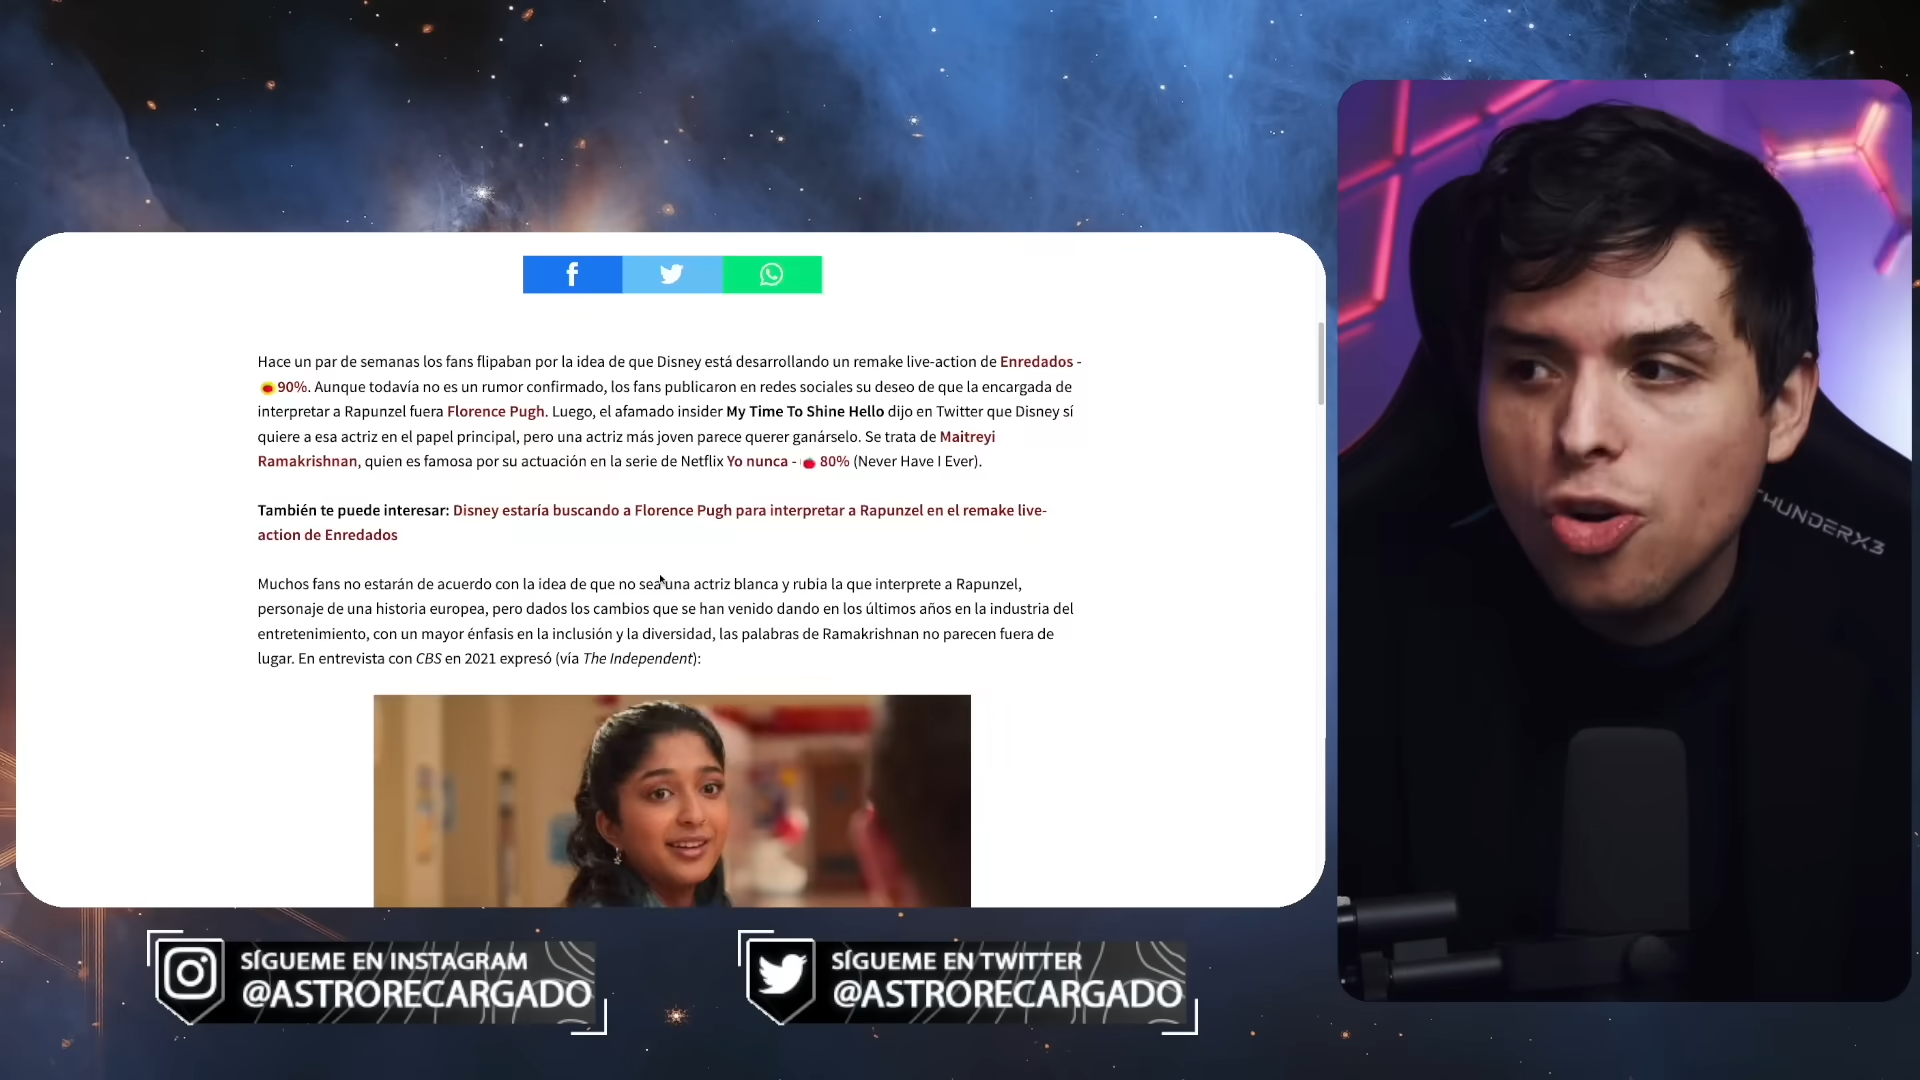 Hace un par de semanas los fans flipaban por la idea de que Disney está desarrollando un remake live-action de Enredados -
90%. Aunque todavía no es un rumor confirmado, los fans publicaron en redes sociales su deseo de que la encargada de
interpretar a Rapunzel fuera Florence Pugh. Luego, el afamado insider My Time To Shine Hello dijo en Twitter que Disney sí
quiere a esa actriz en el papel principal, pero una actriz más joven parece querer ganárselo. Se trata de Maitreyi
Ramakrishnan, quien es famosa por su actuación en la serie de Netflix Yo nunca - 80% (Never Have I Ever).
También te puede interesar: Disney estaría buscando a Florence Pugh para interpretar a Rapunzel en el remake live-
action de Enredados
Muchos fans no estarán de acuerdo con la idea de que no sea una actriz blanca y rubia la que interprete a Rapunzel,
personaje de una historia europea, pero dados los cambios que se han venido dando en los últimos años en la industria del
entretenimiento, con un mayor énfasis en la inclusión y la diversidad, las palabras de Ramakrishnan no parecen fuera de
lugar. En entrevista con CBS en 2021 expresó (vía The Independent):
THUNDERX3
SÍGUEME EN INSTAGRAM
@ASTRORECARGADO
SÍGUEME EN TWITTER
@ASTRORECARGADO